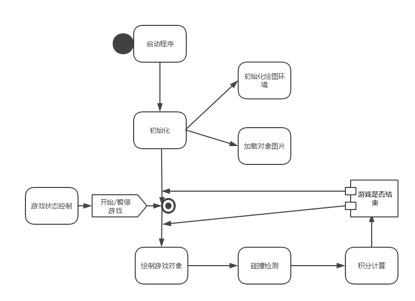 启动程序
初始化绘图环
境
初始化
加载对象图片
游戏状态控制
开始/暂停
游戏
游戏是否结
束
绘制游戏对象
碰撞检测
积分计算